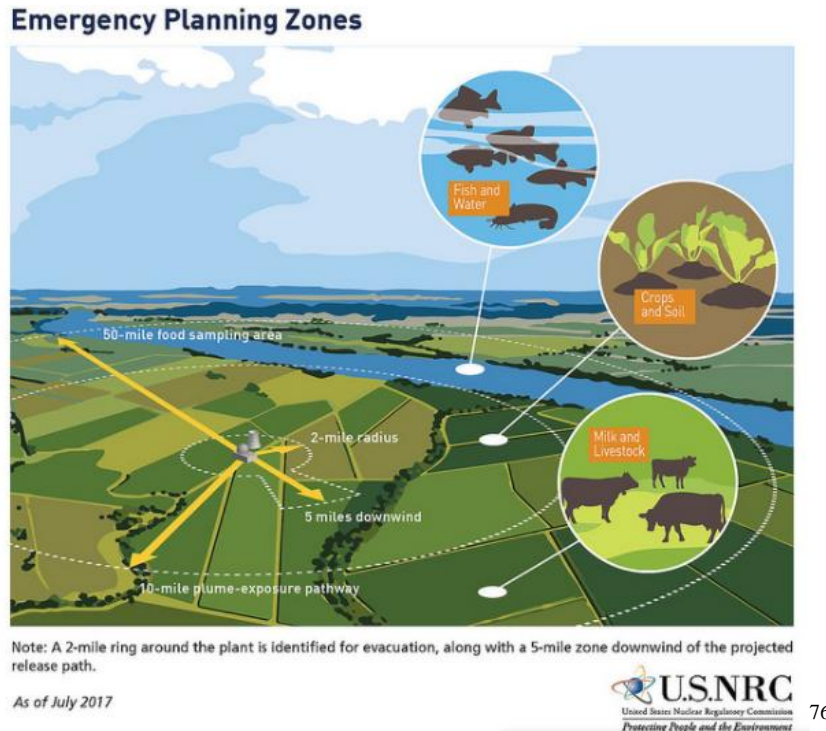 Emergency Planning Zones
Fish and
Water
Crops
and Soil
50-mile food sampling area
2-mile radius
Milk and
Livestock
5 miles downwind
10-mile plume-exposure pathway
Note: A 2-mile ring around the plant is identified for evacuation, along with a 5-mile zone downwind of the projected
release path.
As of July 2017
U.S.NRC
United States Nuclear Regulatory Commission
Protecting People and the Environment
76